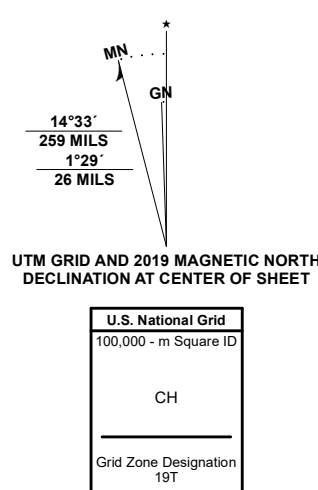 ★
MN
GN
14°33´
259 MILS
1°29´
26 MILS
UTM GRID AND 2019 MAGNETIC NORTH
DECLINATION AT CENTER OF SHEET
U.S. National Grid
100,000 - m Square ID
CH
Grid Zone Designation
19T